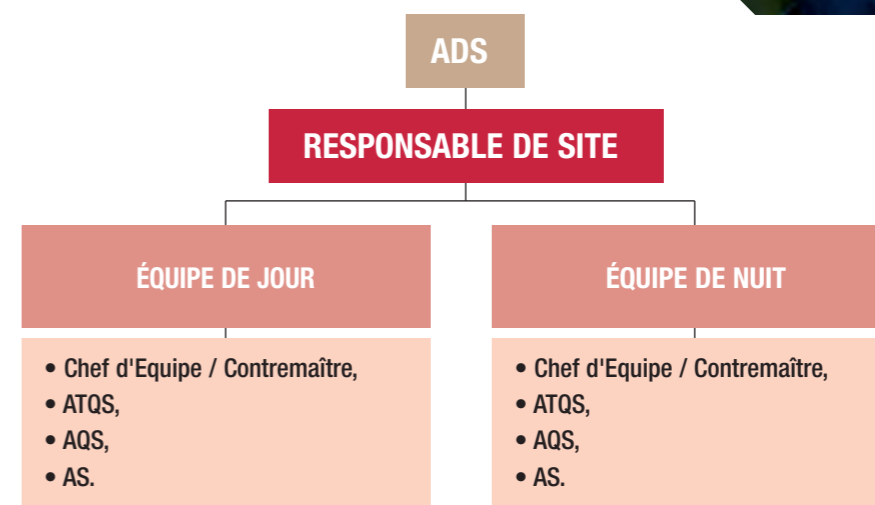 ADS
RESPONSABLE DE SITE
ÉQUIPE DE JOUR
• Chef d'Equipe / Contremaître,
• ATQS,
• AQS,
• AS.
ÉQUIPE DE NUIT
• Chef d'Equipe / Contremaître,
• ATQS,
• AQS,
• AS.